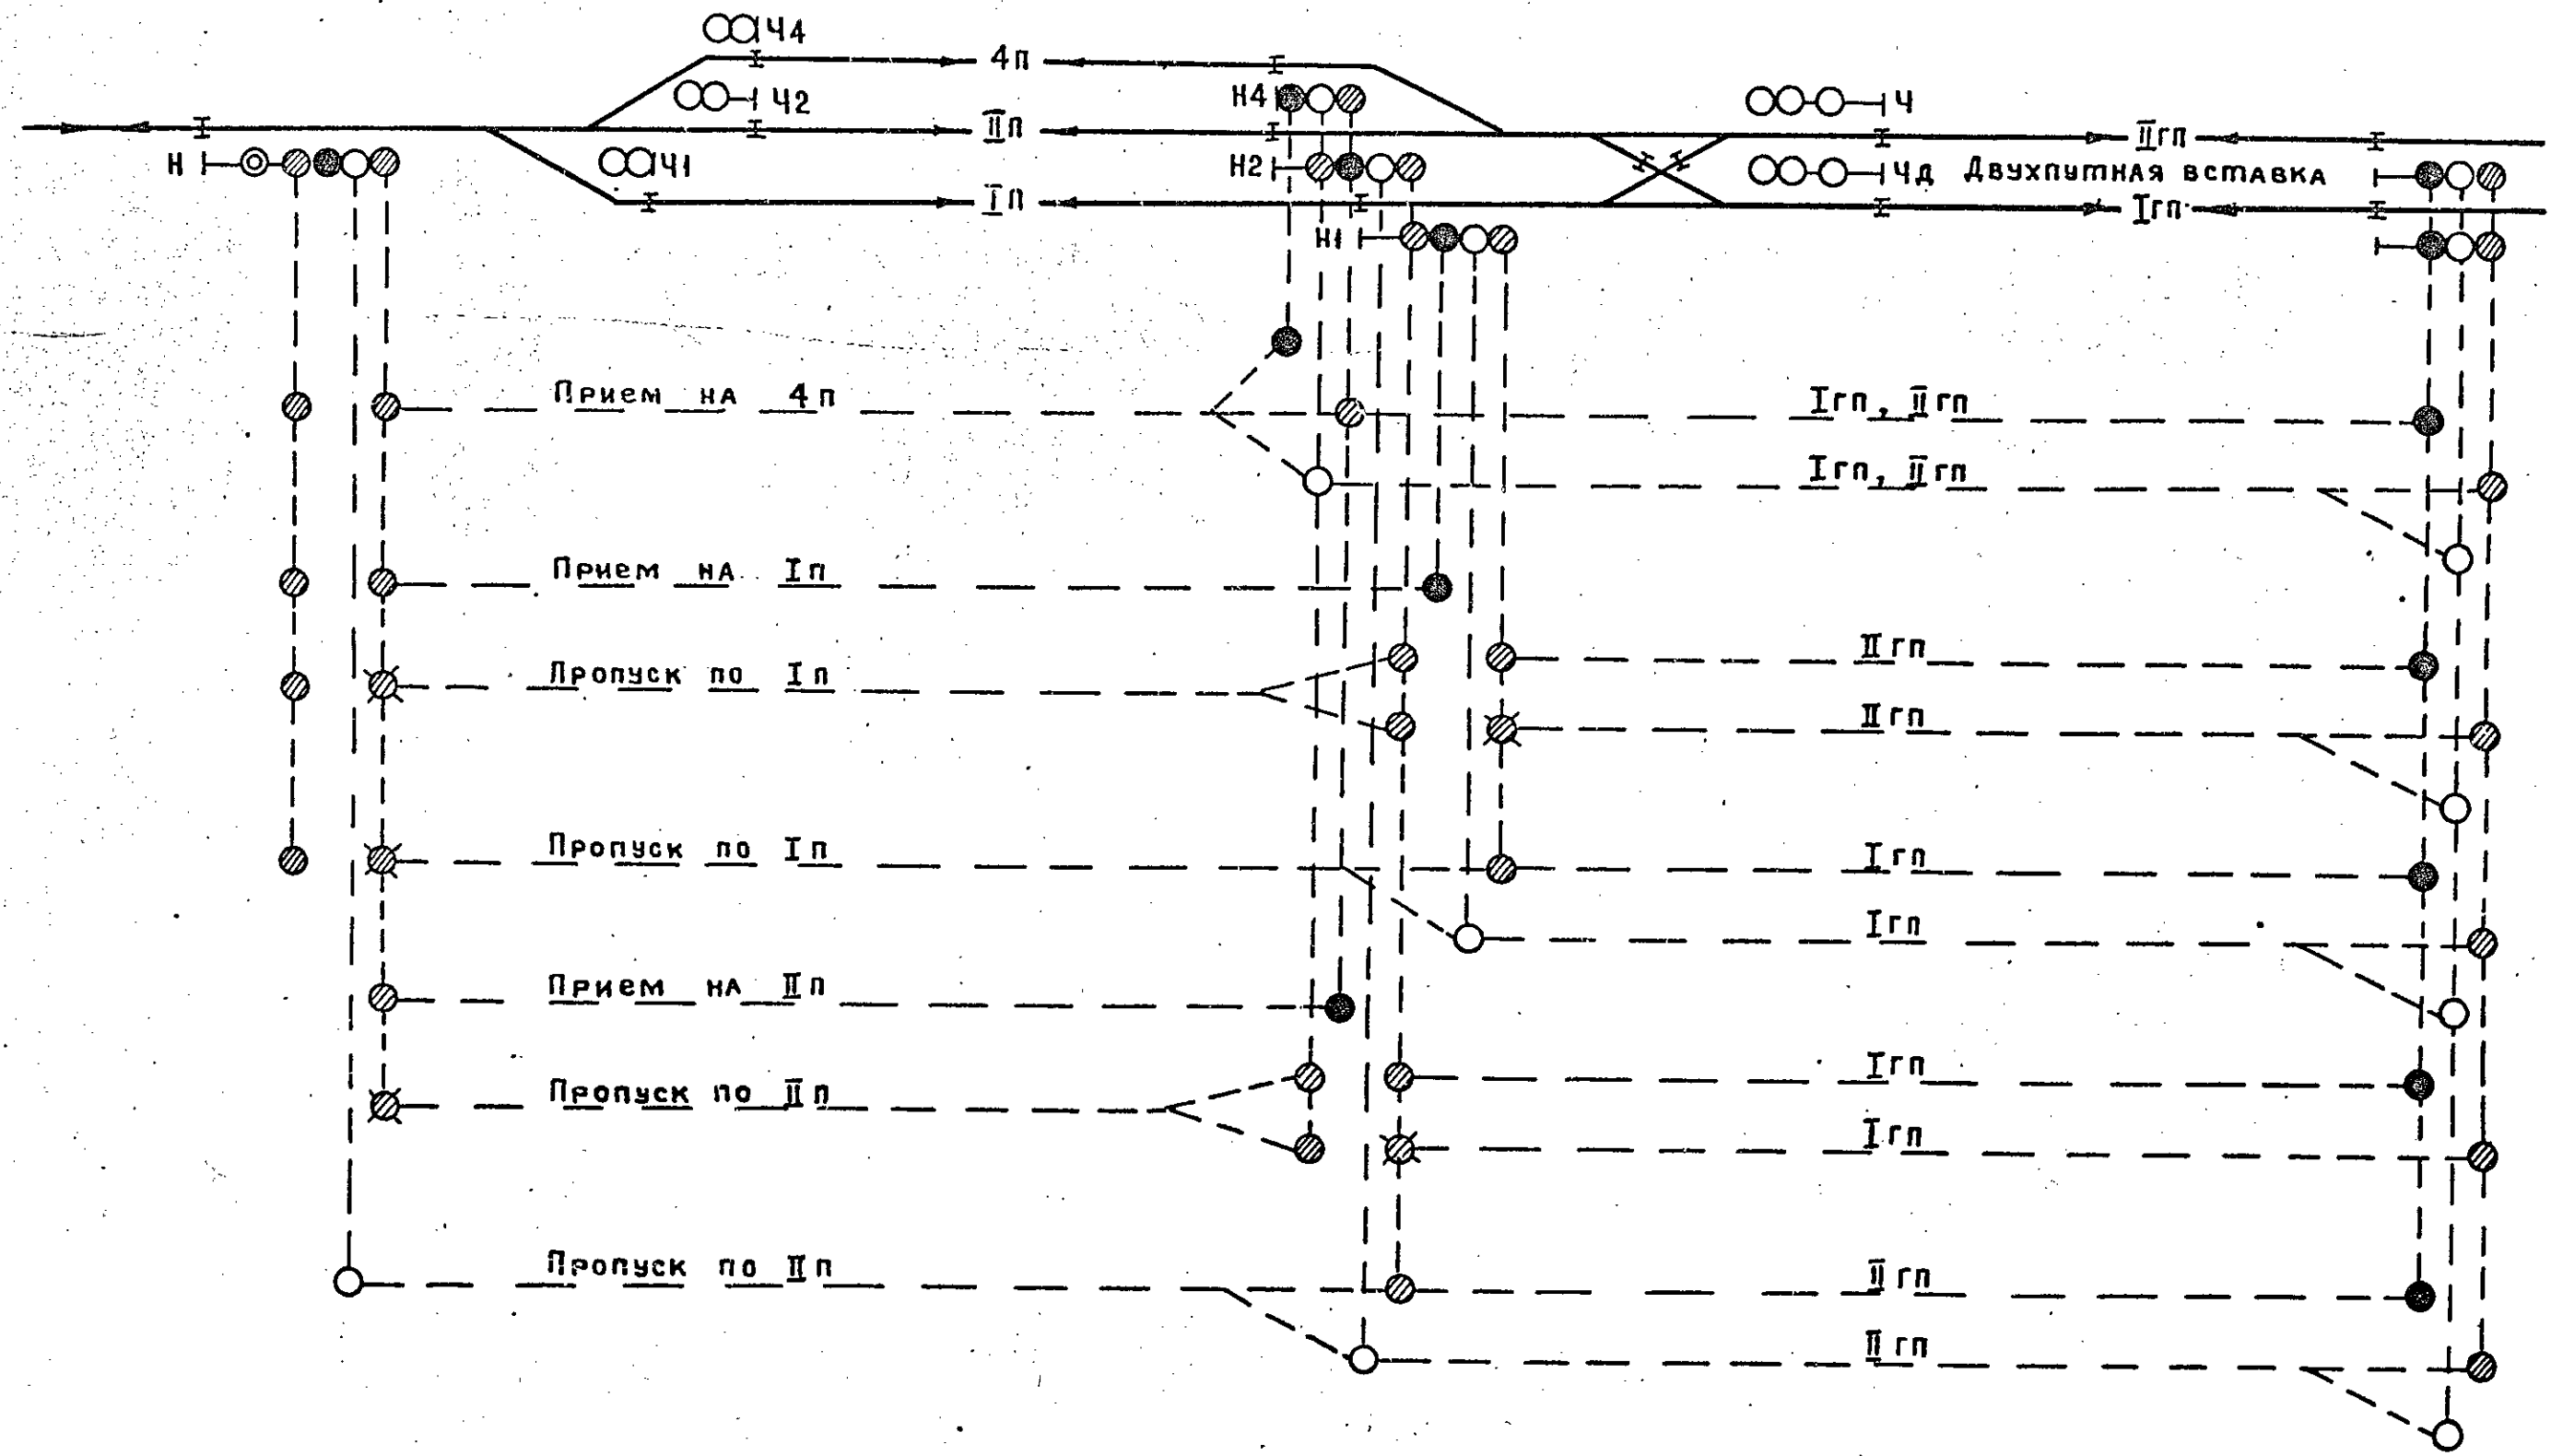 Ч4
4п
Ч2
Н4
Ч
IIп
IIгп
Н
Ч1
Н2
Чд Двухпутная вставка
Iп
Iгп
Н1
Прием на 4п
Iгп, IIгп
Iгп, IIгп
Прием на Iп
IIгп
Пропуск по Iп
IIгп
Пропуск по Iп
Iгп
Iгп
Прием на IIп
Iгп
Пропуск по IIп
Iгп
Пропуск по IIп
IIгп
IIгп